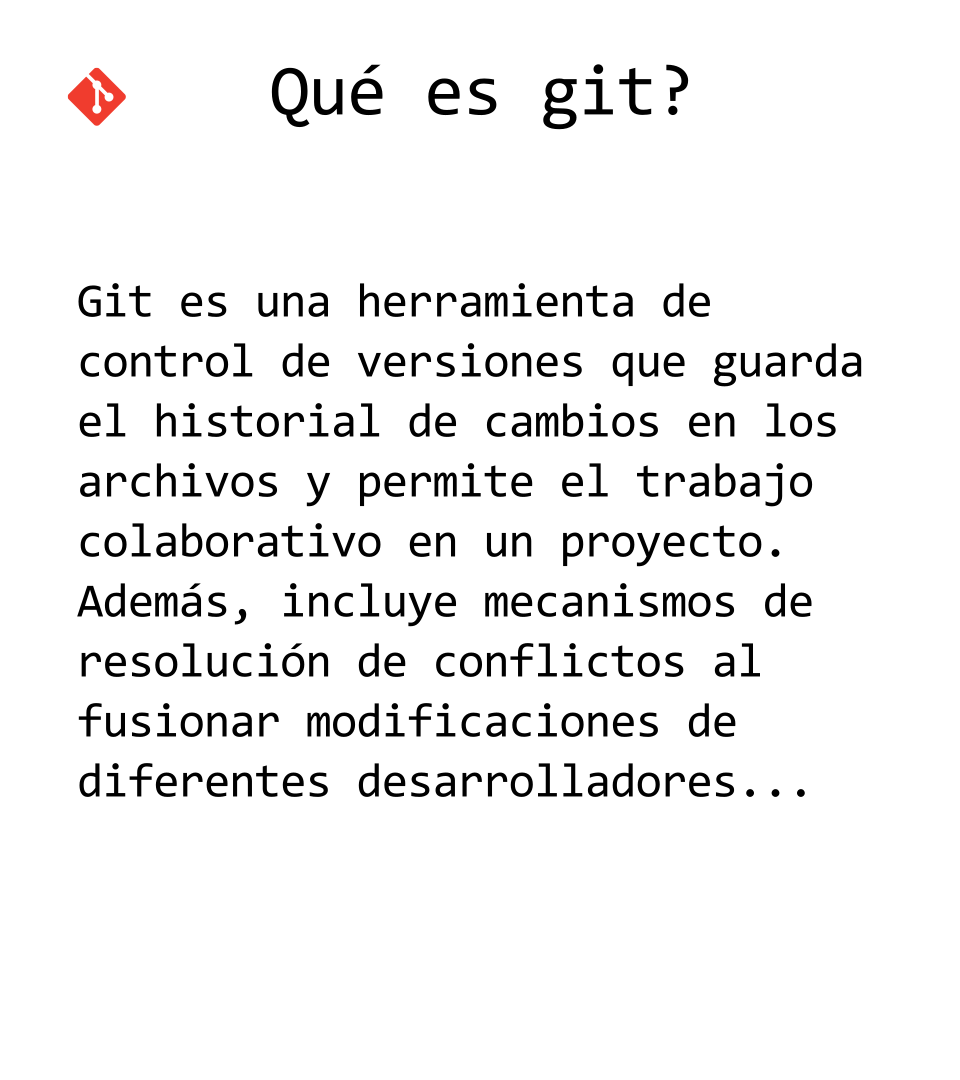 Qué es git?
Git es una herramienta de
control de versiones que guarda
el historial de cambios en los
archivos y permite el trabajo
colaborativo en un proyecto.
Además, incluye mecanismos de
resolución de conflictos al
fusionar modificaciones de
diferentes desarrolladores...